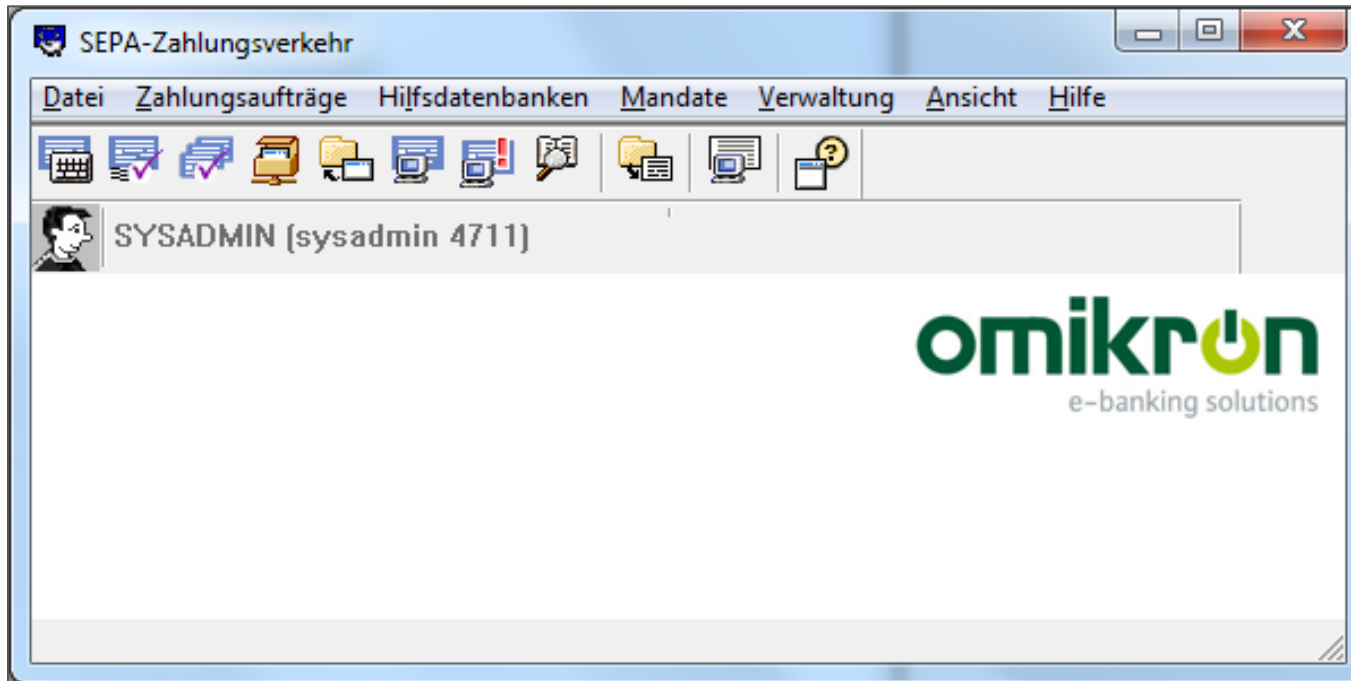 SEPA-Zahlungsverkehr
Datei Zahlungsaufträge Hilfsdatenbanken Mandate Verwaltung Ansicht Hilfe
SYSADMIN (sysadmin 4711)
omikron
e-banking solutions